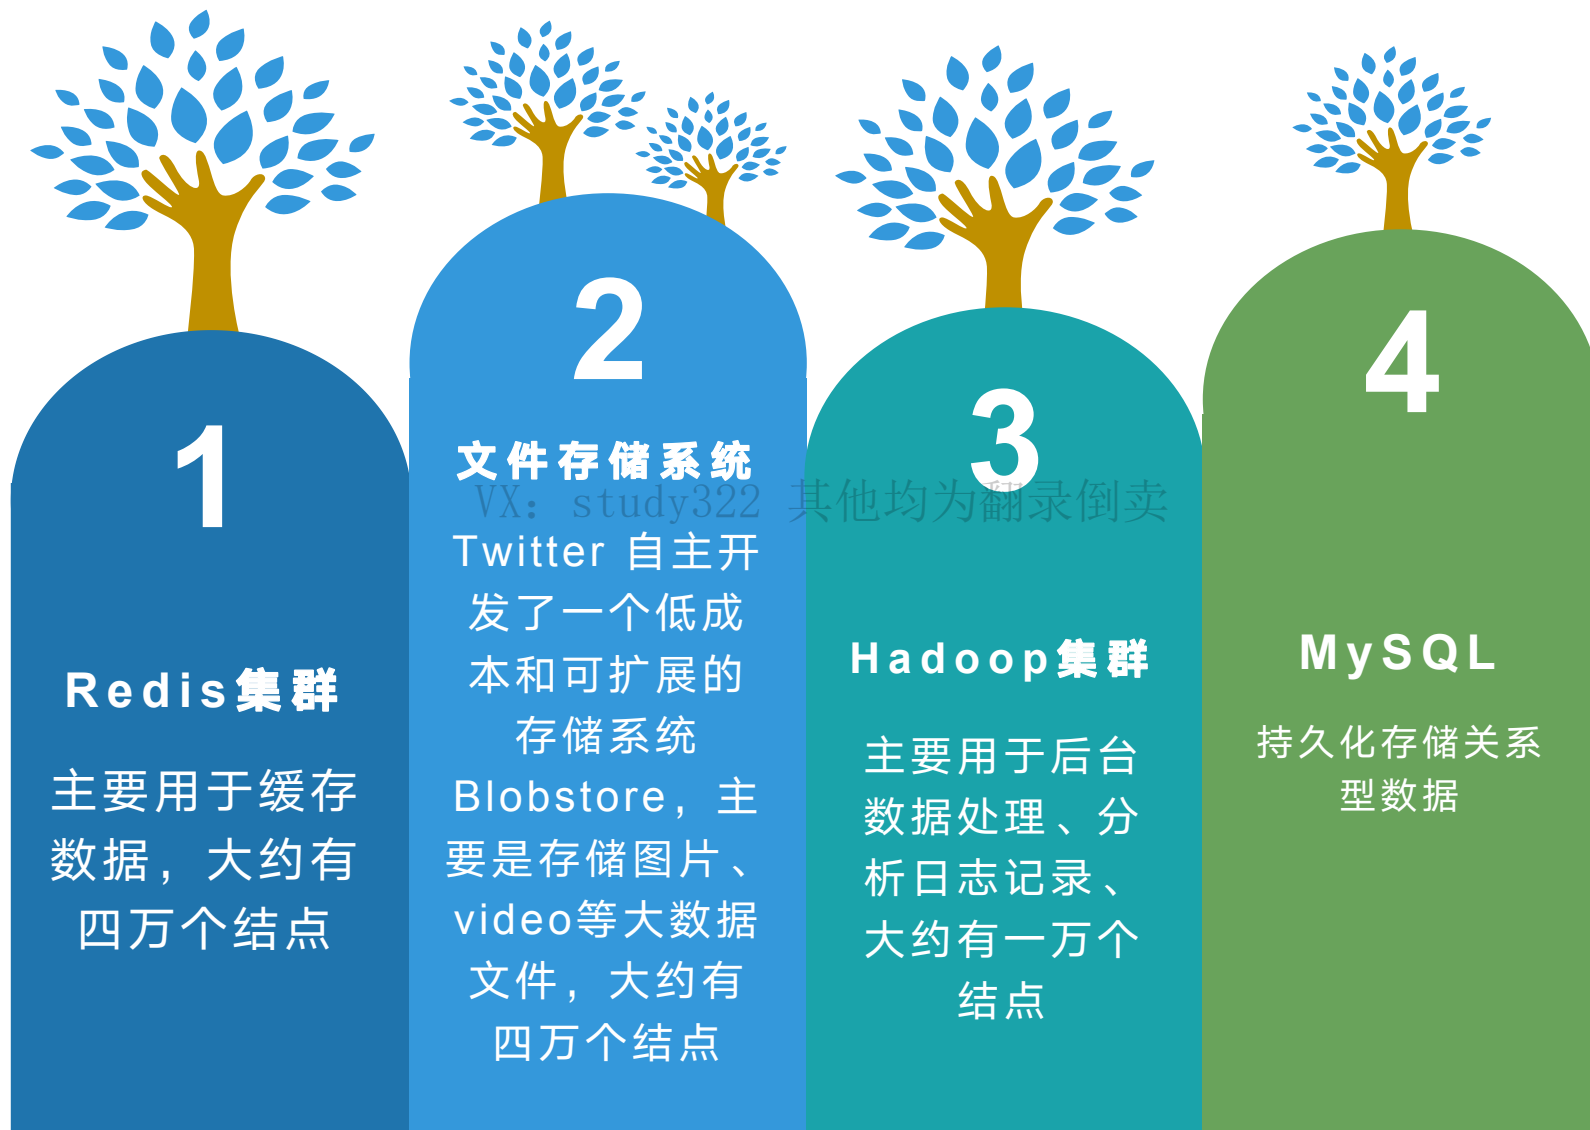 1
Redis集群
主要用于缓存
数据，大约有
四万个结点
2
文件存储系统
Twitter 自主开
发了一个低成
本和可扩展的
存储系统
Blobstore，主
要是存储图片、
video等大数据
文件，大约有
四万个结点
3
Hadoop集群
主要用于后台
数据处理、分
析日志记录、
大约有一万个
结点
4
MySQL
持久化存储关系
型数据
VX：study322 其他均为翻录倒卖